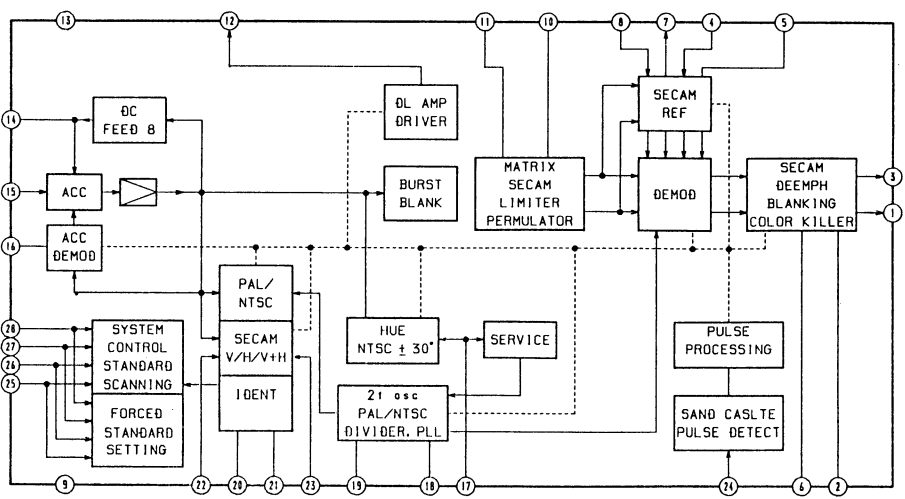 13
12
11
10
8
7
4
5
14
DC
FEED 8
DL AMP
DRIVER
SECAM
REF
15
ACC
BURST
BLANK
MATRIX
SECAM
LIMITER
PERMULATOR
DEMOD
SECAM
DEEMPH
BLANKING
COLOR KILLER
3
1
16
ACC
DEMOD
PAL/
NTSC
SECAM
V/H/V+H
IDENT
HUE
NTSC ± 30°
SERVICE
PULSE
PROCESSING
28
27
26
25
SYSTEM
CONTROL
STANDARD
SCANNING
FORCED
STANDARD
SETTING
2f osc
PAL/NTSC
DIVIDER. PLL
SAND CASLTE
PULSE DETECT
9
22
20
21
23
19
18
17
24
6
2